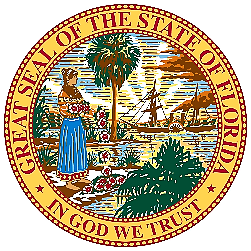 GREAT SEAL OF THE STATE OF FLORIDA
IN GOD WE TRUST